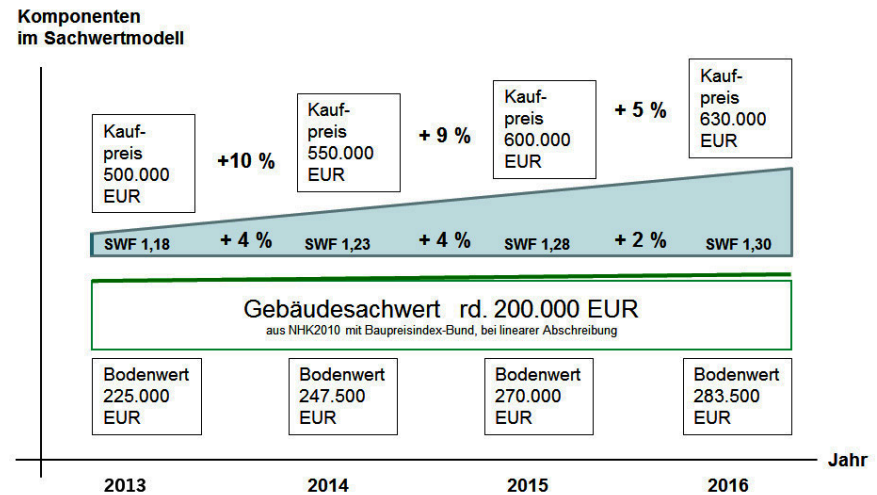 Komponenten
im Sachwertmodell
Kauf-
preis
500.000
EUR
+10 %
Kauf-
preis
550.000
EUR
+ 9 %
Kauf-
preis
600.000
EUR
+ 5 %
Kauf-
preis
630.000
EUR
SWF 1,18
+ 4 %
SWF 1,23
+ 4 %
SWF 1,28
+ 2 %
SWF 1,30
Gebäudesachwert rd. 200.000 EUR
aus NHK2010 mit Baupreisindex-Bund, bei linearer Abschreibung
Bodenwert
225.000
EUR
Bodenwert
247.500
EUR
Bodenwert
270.000
EUR
Bodenwert
283.500
EUR
Jahr
2013
2014
2015
2016